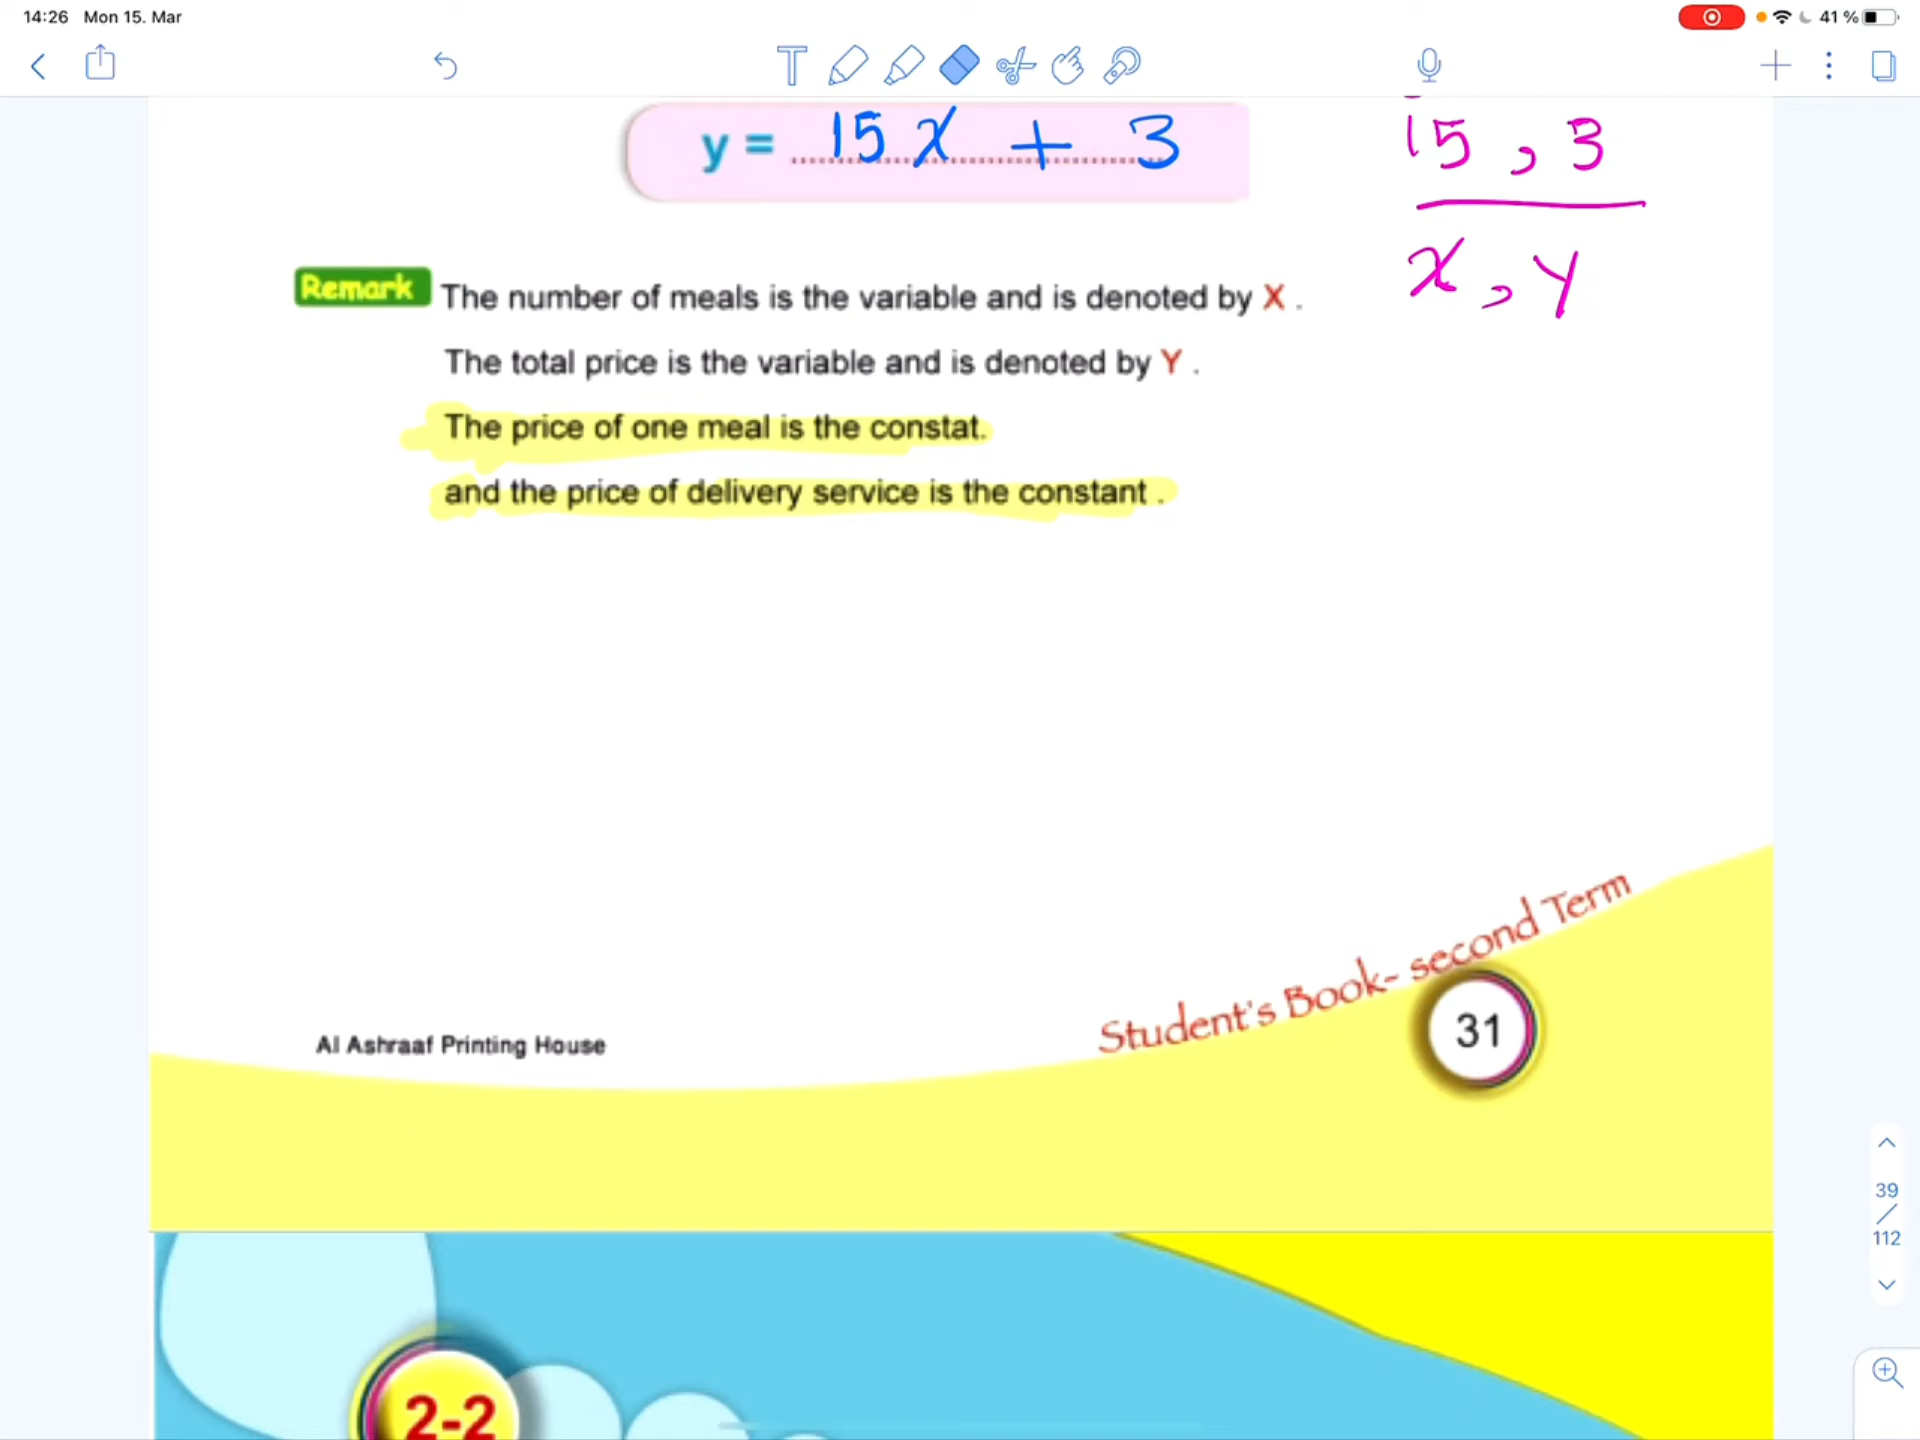 14:26 Mon 15. Mar
41 %
T
y = 15x + 3
15 , 3
x , y
Remark The number of meals is the variable and is denoted by X .
The total price is the variable and is denoted by Y .
The price of one meal is the constat.
and the price of delivery service is the constant .
Student's Book- second Term
Al Ashraaf Printing House
31
39
/
112
2-2